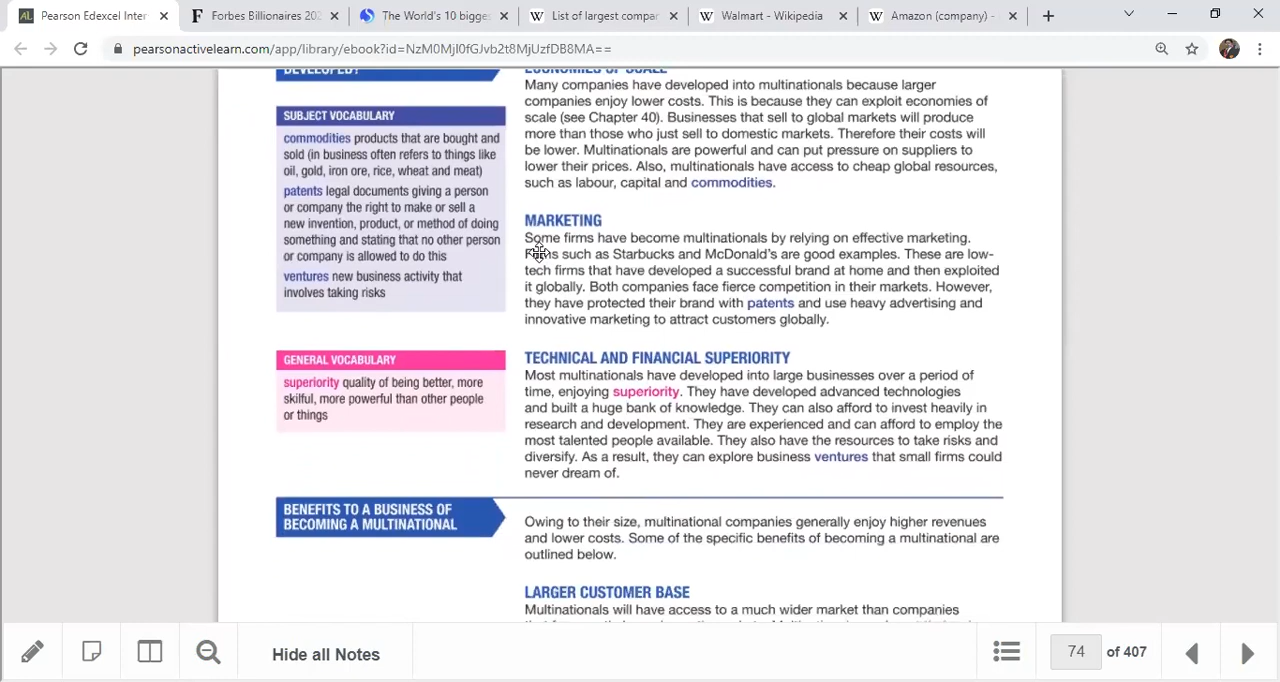 Pearson Edexcel Inter
Forbes Billionaires 202
The World's 10 bigges
List of largest compar
Walmart - Wikipedia
Amazon (company) -
pearsonactivelearn.com/app/library/ebook?id=NzM0MjI0fGJvb2t8MjUzfDB8MA==
DEVELOPED?
SUBJECT VOCABULARY
commodities products that are bought and
sold (in business often refers to things like
oil, gold, iron ore, rice, wheat and meat)
patents legal documents giving a person
or company the right to make or sell a
new invention, product, or method of doing
something and stating that no other person
or company is allowed to do this
ventures new business activity that
involves taking risks
GENERAL VOCABULARY
superiority quality of being better, more
skilful, more powerful than other people
or things
BENEFITS TO A BUSINESS OF
BECOMING A MULTINATIONAL
ECONOMIES OF SCALE
Many companies have developed into multinationals because larger
companies enjoy lower costs. This is because they can exploit economies of
scale (see Chapter 40). Businesses that sell to global markets will produce
more than those who just sell to domestic markets. Therefore their costs will
be lower. Multinationals are powerful and can put pressure on suppliers to
lower their prices. Also, multinationals have access to cheap global resources,
such as labour, capital and commodities.
MARKETING
Some firms have become multinationals by relying on effective marketing.
Firms such as Starbucks and McDonald's are good examples. These are low-
tech firms that have developed a successful brand at home and then exploited
it globally. Both companies face fierce competition in their markets. However,
they have protected their brand with patents and use heavy advertising and
innovative marketing to attract customers globally.
TECHNICAL AND FINANCIAL SUPERIORITY
Most multinationals have developed into large businesses over a period of
time, enjoying superiority. They have developed advanced technologies
and built a huge bank of knowledge. They can also afford to invest heavily in
research and development. They are experienced and can afford to employ the
most talented people available. They also have the resources to take risks and
diversify. As a result, they can explore business ventures that small firms could
never dream of.
Owing to their size, multinational companies generally enjoy higher revenues
and lower costs. Some of the specific benefits of becoming a multinational are
outlined below.
LARGER CUSTOMER BASE
Multinationals will have access to a much wider market than companies
Hide all Notes
74 of 407